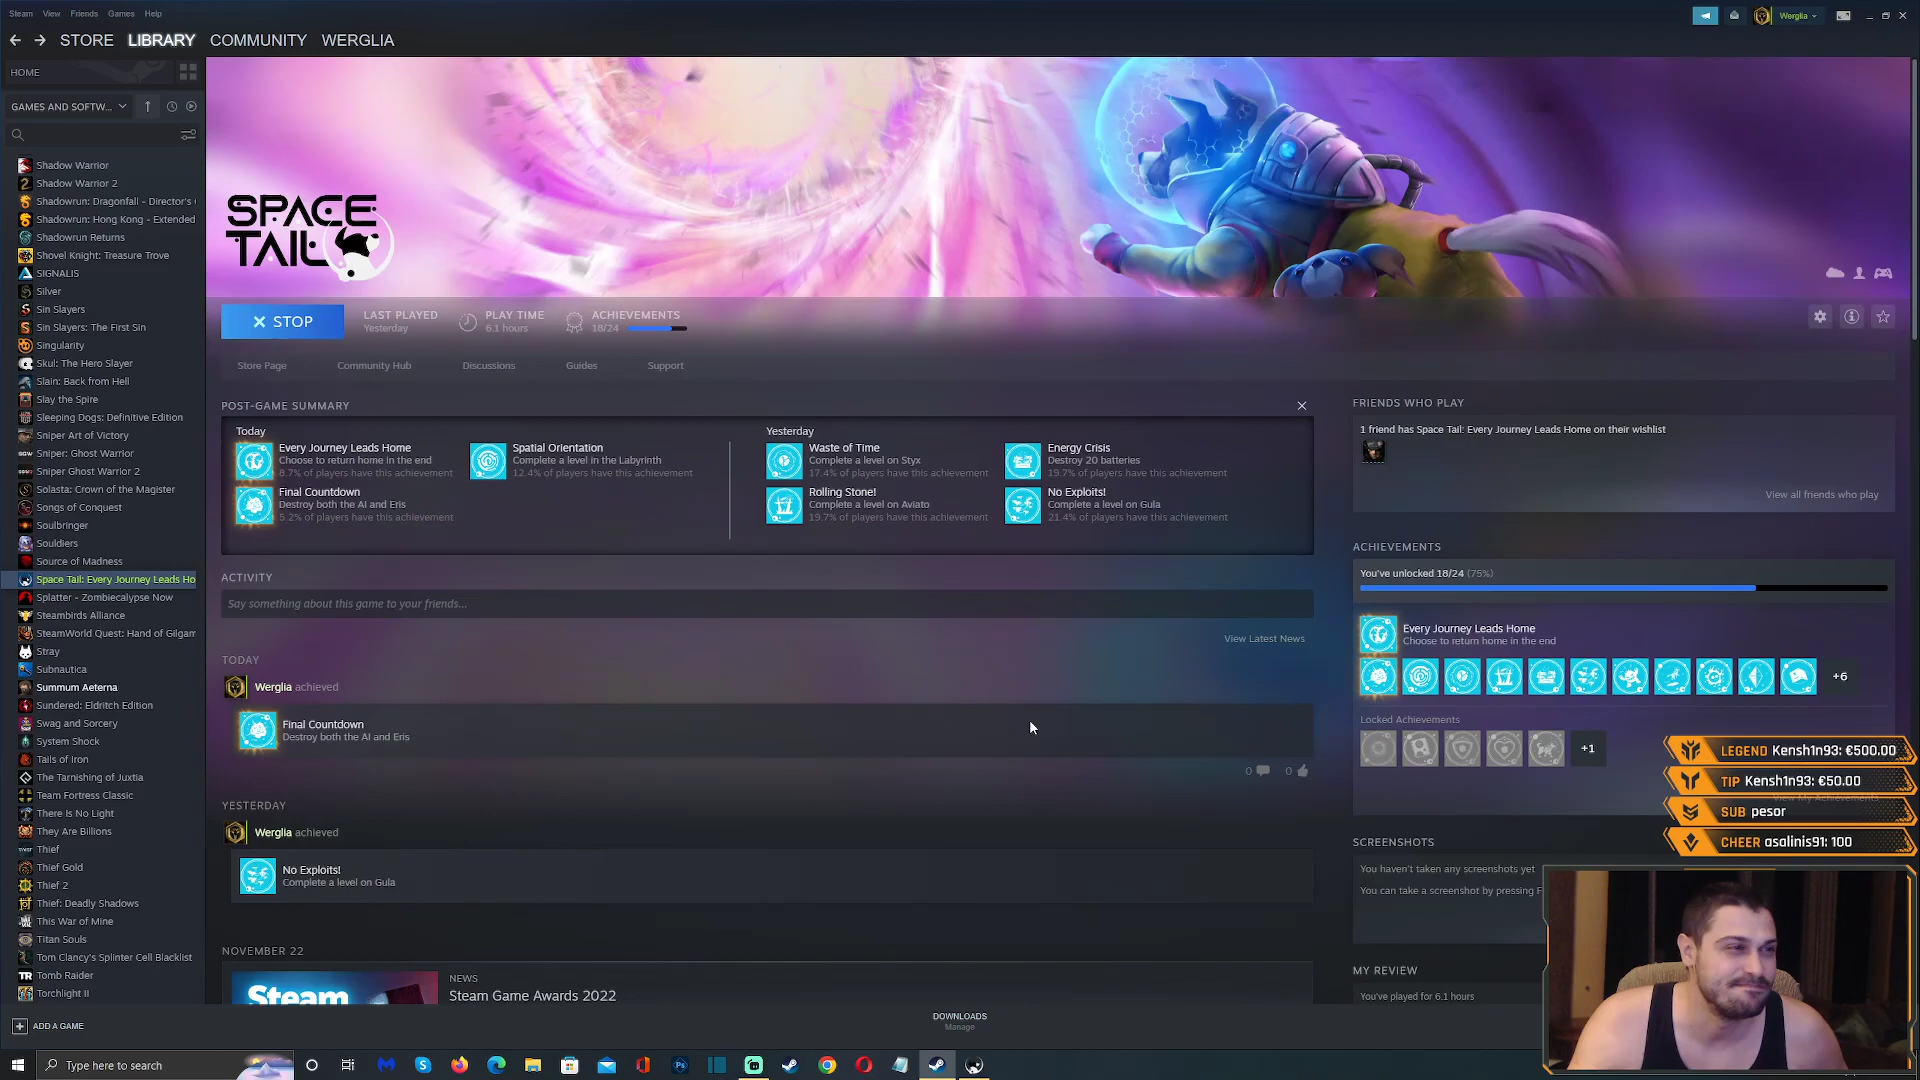 Steam View Friends Games Help
Werglia
STORE LIBRARY COMMUNITY WERGLIA
HOME
GAMES AND SOFTW...
Shadow Warrior
Shadow Warrior 2
Shadowrun: Dragonfall - Director's
Shadowrun: Hong Kong - Extended
Shadowrun Returns
Shovel Knight: Treasure Trove
SIGNALIS
Silver
Sin Slayers
Sin Slayers: The First Sin
Singularity
Skul: The Hero Slayer
Slain: Back from Hell
Slay the Spire
Sleeping Dogs: Definitive Edition
Sniper Art of Victory
Sniper: Ghost Warrior
Sniper Ghost Warrior 2
Solasta: Crown of the Magister
Songs of Conquest
Soulbringer
Souldiers
Source of Madness
Space Tail: Every Journey Leads Ho
Splatter - Zombiecalypse Now
Steambirds Alliance
SteamWorld Quest: Hand of Gilgam
Stray
Subnautica
Summum Aeterna
Sundered: Eldritch Edition
Swag and Sorcery
System Shock
Tails of Iron
The Tarnishing of Juxtia
Team Fortress Classic
There Is No Light
They Are Billions
Thief
Thief Gold
Thief 2
Thief: Deadly Shadows
This War of Mine
Titan Souls
Tom Clancy's Splinter Cell Blacklist
Tomb Raider
Torchlight II
ADD A GAME
SPACE
TAIL
STOP
LAST PLAYED
Yesterday
PLAY TIME
6.1 hours
ACHIEVEMENTS
18/24
Store Page Community Hub Discussions Guides Support
POST-GAME SUMMARY
Today
Every Journey Leads Home
Choose to return home in the end
8.7% of players have this achievement
Spatial Orientation
Complete a level in the Labyrinth
12.4% of players have this achievement
Final Countdown
Destroy both the AI and Eris
5.2% of players have this achievement
Yesterday
Waste of Time
Complete a level on Styx
17.4% of players have this achievement
Energy Crisis
Destroy 20 batteries
19.7% of players have this achievement
Rolling Stone!
Complete a level on Aviato
19.7% of players have this achievement
No Exploits!
Complete a level on Gula
21.4% of players have this achievement
ACTIVITY
Say something about this game to your friends...
View Latest News
TODAY
Werglia achieved
Final Countdown
Destroy both the AI and Eris
0 0
YESTERDAY
Werglia achieved
No Exploits!
Complete a level on Gula
NOVEMBER 22
Steam
NEWS
Steam Game Awards 2022
DOWNLOADS
Manage
FRIENDS WHO PLAY
1 friend has Space Tail: Every Journey Leads Home on their wishlist
View all friends who play
ACHIEVEMENTS
You've unlocked 18/24 (75%)
Every Journey Leads Home
Choose to return home in the end
+6
Locked Achievements
+1
LEGEND Kensh1n93: €500.00
TIP Kensh1n93: €50.00
SUB pesor
CHEER asalinis91: 100
SCREENSHOTS
You haven't taken any screenshots yet
You can take a screenshot by pressing F
MY REVIEW
You've played for 6.1 hours
Type here to search